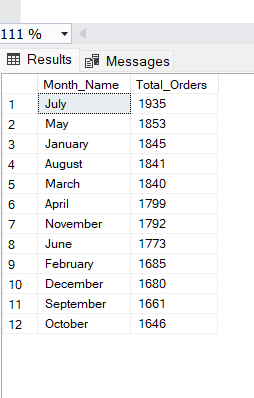 111 %
Results Messages
Month_Name Total_Orders
1 July 1935
2 May 1853
3 January 1845
4 August 1841
5 March 1840
6 April 1799
7 November 1792
8 June 1773
9 February 1685
10 December 1680
11 September 1661
12 October 1646